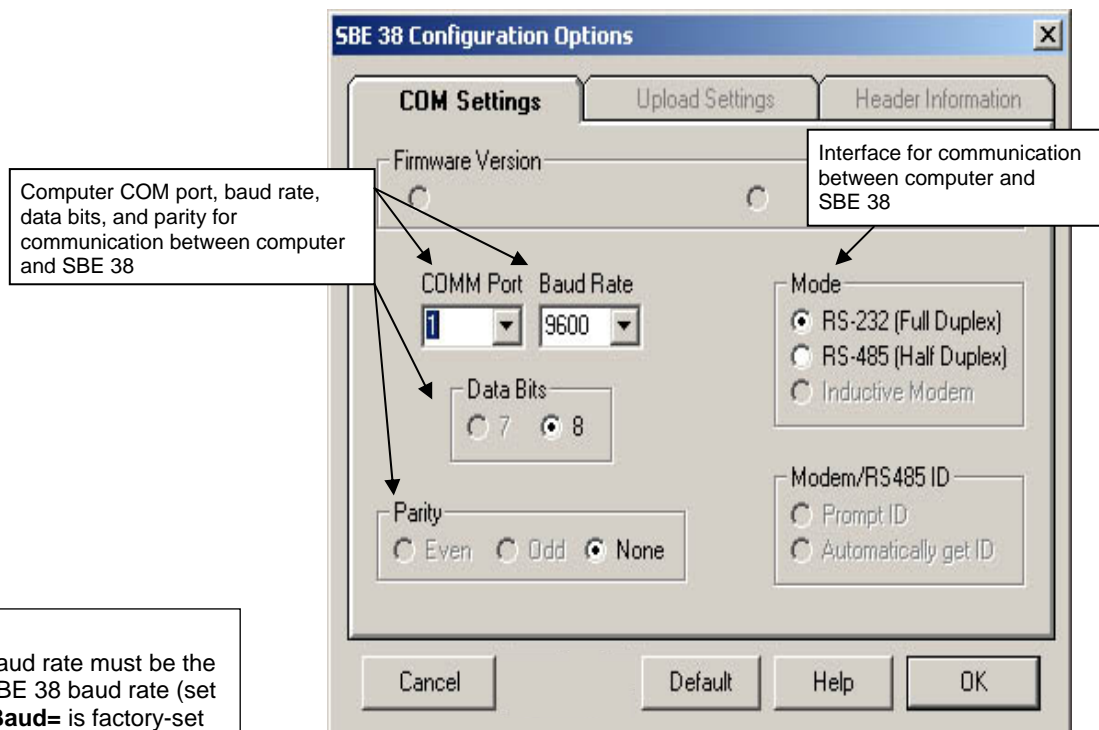 SBE 38 Configuration Options
COM Settings
Upload Settings
Header Information
Firmware Version
Interface for communication
between computer and
SBE 38
Computer COM port, baud rate,
data bits, and parity for
communication between computer
and SBE 38
COMM Port
Baud Rate
1
9600
Mode
RS-232 (Full Duplex)
RS-485 (Half Duplex)
Inductive Modem
Data Bits
7
8
Modem/RS485 ID
Prompt ID
Automatically get ID
Parity
Even
Odd
None
Cancel
Default
Help
OK
rate must be the
38 baud rate (set
= is factory-set